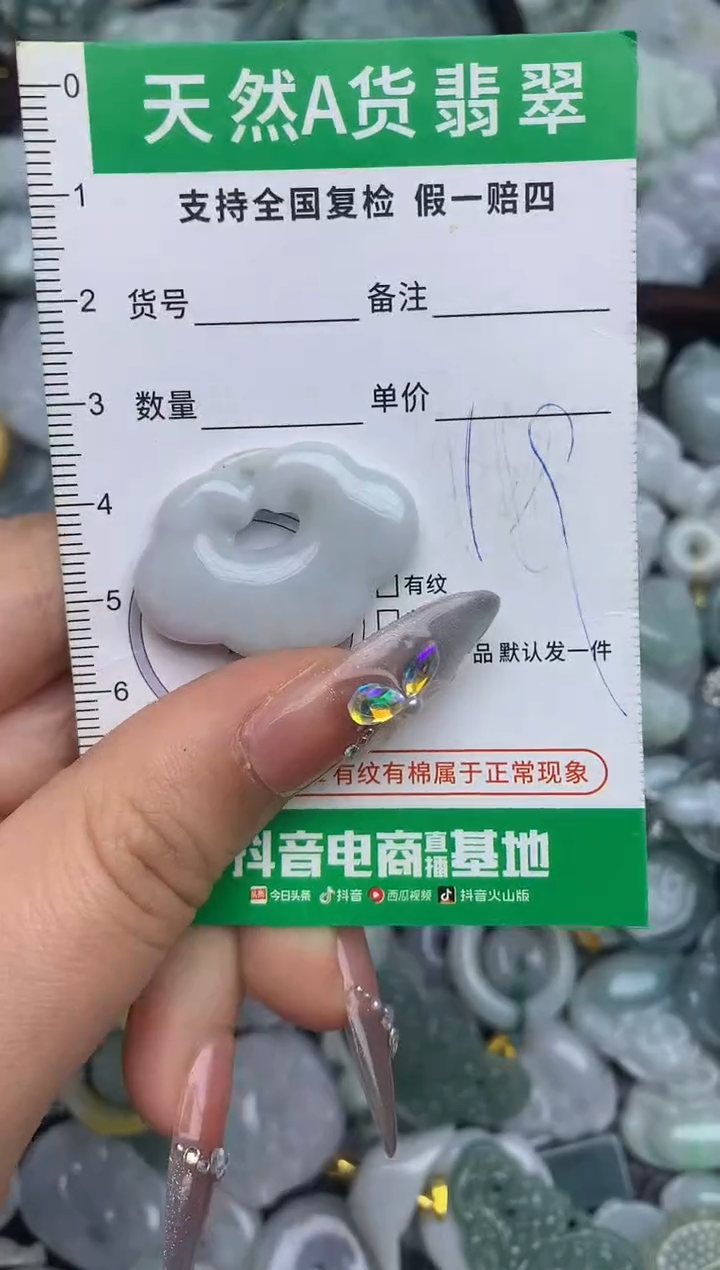 天然A货翡翠
支持全国复检 假一赔四
0
1
2
3
4
5
6
货号 备注
数量 单价
有纹
品 默认发一件
有纹有棉属于正常现象
抖音电商直播基地
头条 今日头条 抖音 西瓜视频 抖音火山版